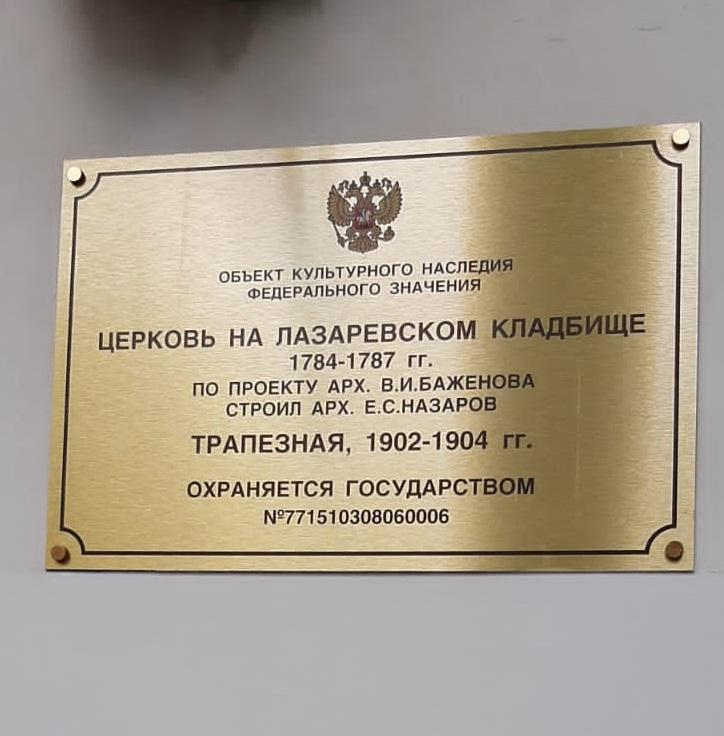 ОБЪЕКТ КУЛЬТУРНОГО НАСЛЕДИЯ
ФЕДЕРАЛЬНОГО ЗНАЧЕНИЯ
ЦЕРКОВЬ НА ЛАЗАРЕВСКОМ КЛАДБИЩЕ
1784-1787 гг.
ПО ПРОЕКТУ АРХ. В.И.БАЖЕНОВА
СТРОИЛ АРХ. Е.С.НАЗАРОВ
ТРАПЕЗНАЯ, 1902-1904 гг.
ОХРАНЯЕТСЯ ГОСУДАРСТВОМ
№771510308060006